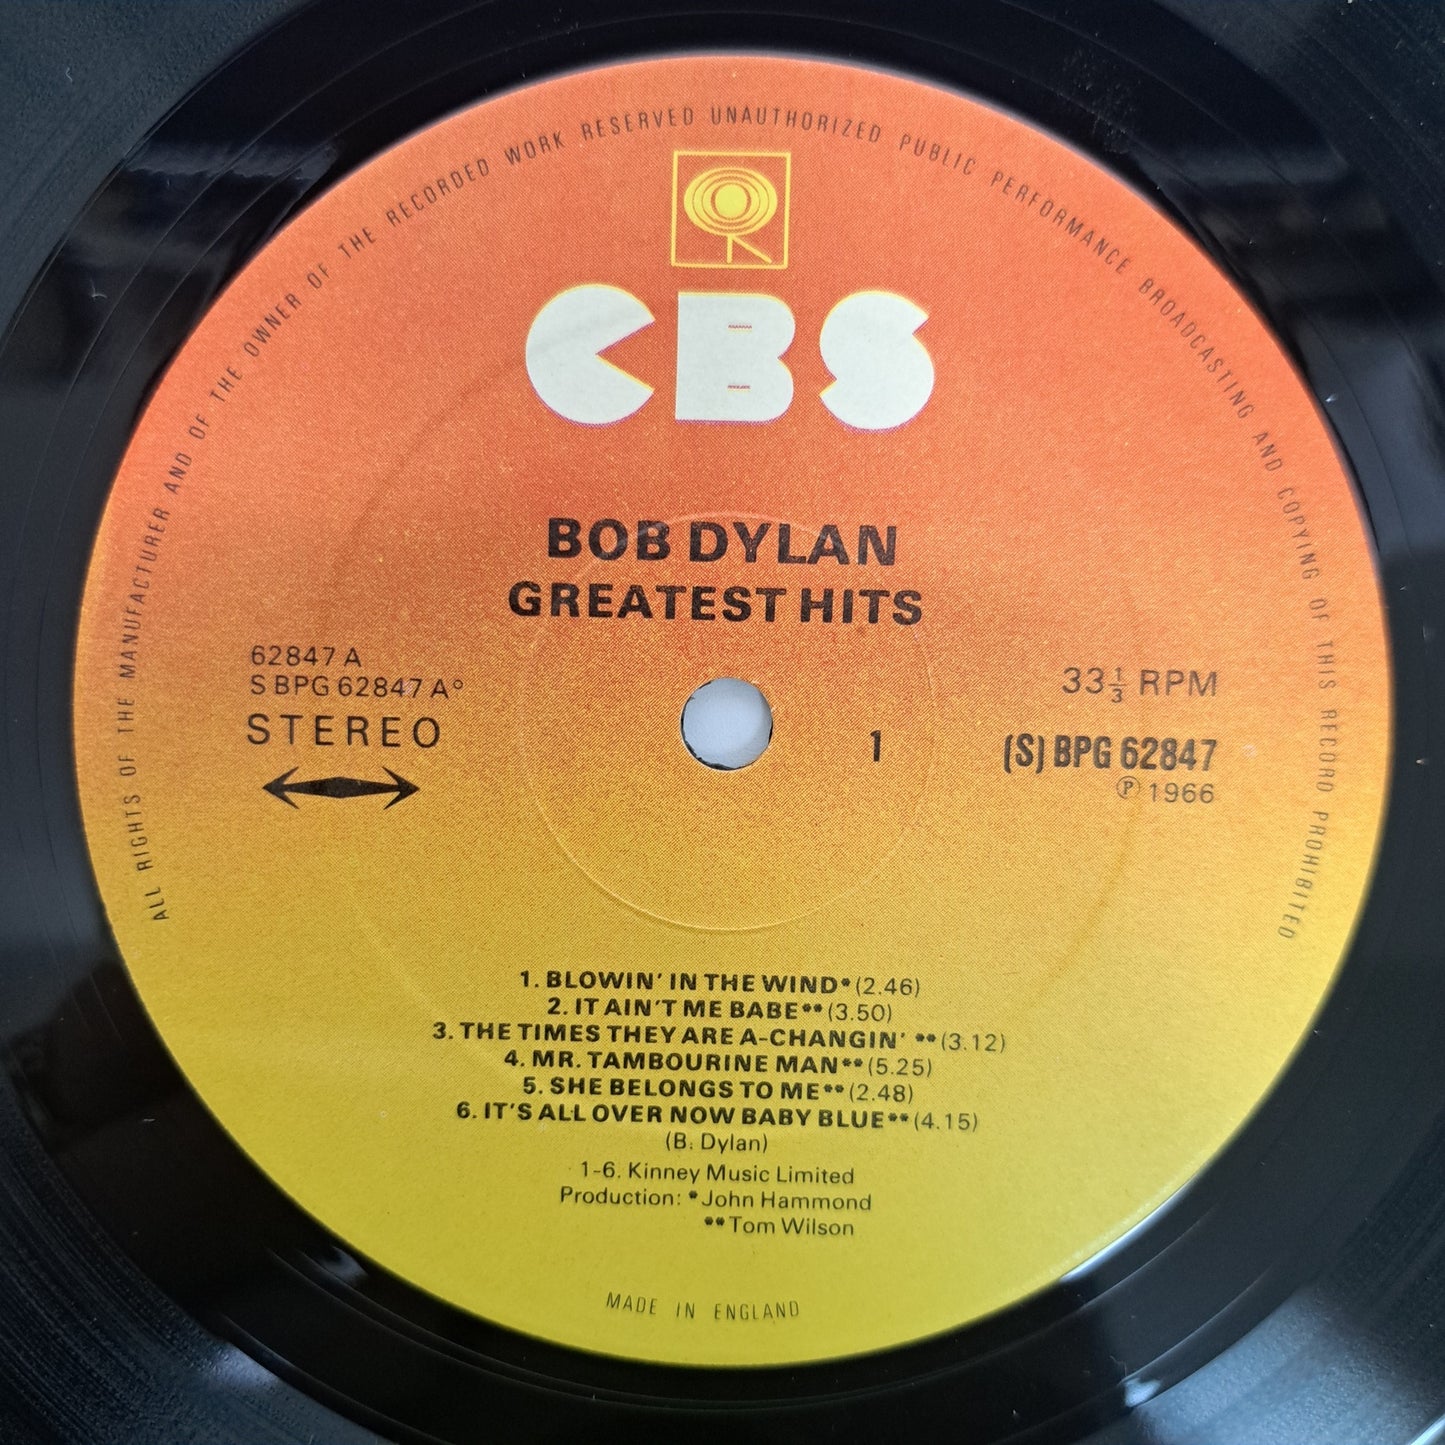 ALL RIGHTS OF THE MANUFACTURER AND OF THE OWNER OF THE RECORDED WORK RESERVED UNAUTHORIZED PUBLIC PERFORMANCE BROADCASTING AND COPYING OF THIS RECORD PROHIBITED
CBS
BOB DYLAN
GREATEST HITS
62847 A
S BPG 62847 A°
STEREO
33 1/3 RPM
1
(S) BPG 62847
℗ 1966
1. BLOWIN' IN THE WIND* (2.46)
2. IT AIN'T ME BABE** (3.50)
3. THE TIMES THEY ARE A-CHANGIN' ** (3.12)
4. MR. TAMBOURINE MAN** (5.25)
5. SHE BELONGS TO ME** (2.48)
6. IT'S ALL OVER NOW BABY BLUE** (4.15)
(B. Dylan)
1-6. Kinney Music Limited
Production: *John Hammond
**Tom Wilson
MADE IN ENGLAND